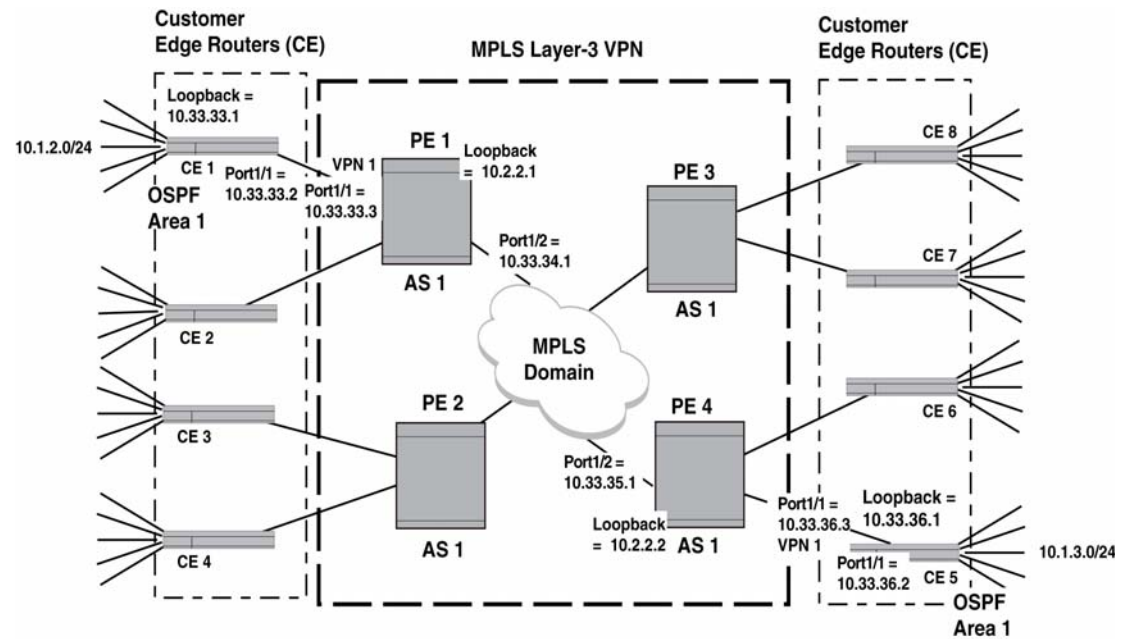 Customer
Edge Routers (CE)
MPLS Layer-3 VPN
Customer
Edge Routers (CE)
Loopback =
10.33.33.1
10.1.2.0/24
CE 1
Port1/1 =
10.33.33.2
OSPF
Area 1
VPN 1
Port1/1 =
10.33.33.3
PE 1
Loopback
= 10.2.2.1
AS 1
Port1/2 =
10.33.34.1
PE 3
AS 1
CE 8
CE 7
CE 2
MPLS
Domain
CE 3
PE 2
AS 1
CE 4
PE 4
CE 6
Port1/2 =
10.33.35.1
Loopback
= 10.2.2.2
AS 1
Port1/1 =
10.33.36.3
VPN 1
Loopback =
10.33.36.1
10.1.3.0/24
Port1/1 =
10.33.36.2
CE 5
OSPF
Area 1